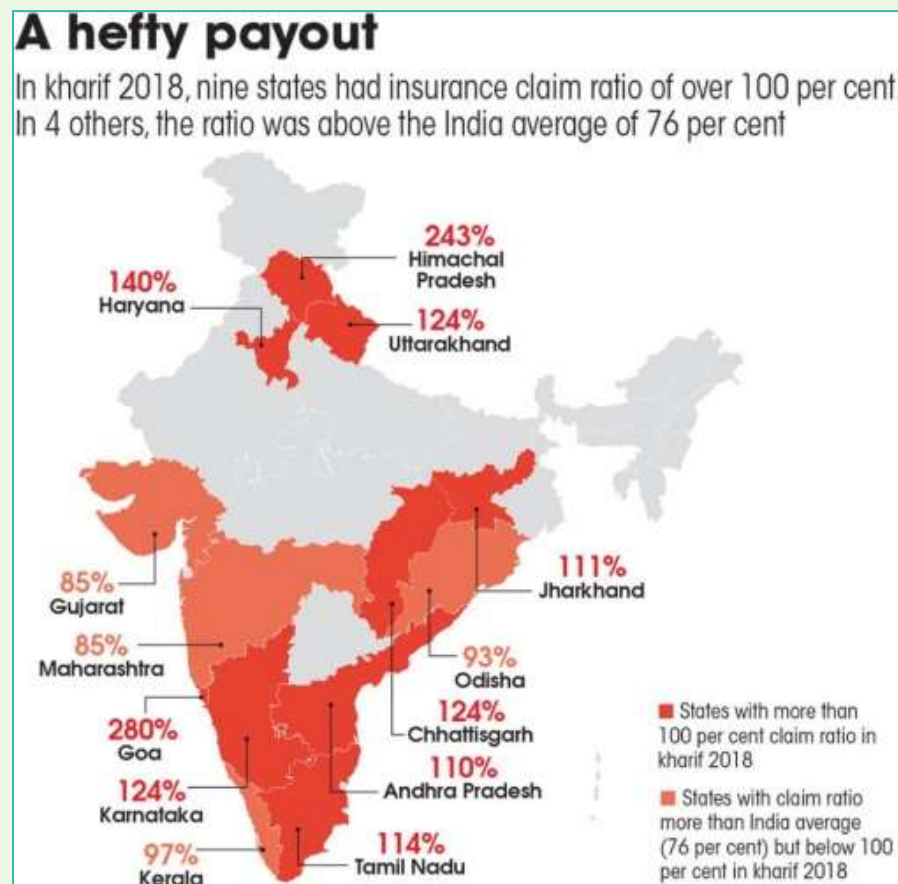 A hefty payout
In kharif 2018, nine states had insurance claim ratio of over 100 per cent.
In 4 others, the ratio was above the India average of 76 per cent
243%
Himachal
Pradesh
140%
Haryana
124%
Uttarakhand
111%
Jharkhand
85%
Gujarat
85%
Maharashtra
93%
Odisha
280%
Goa
124%
Chhattisgarh
124%
Karnataka
110%
Andhra Pradesh
97%
Kerala
114%
Tamil Nadu
States with more than
100 per cent claim ratio in
kharif 2018
States with claim ratio
more than India average
(76 per cent) but below 100
per cent in kharif 2018